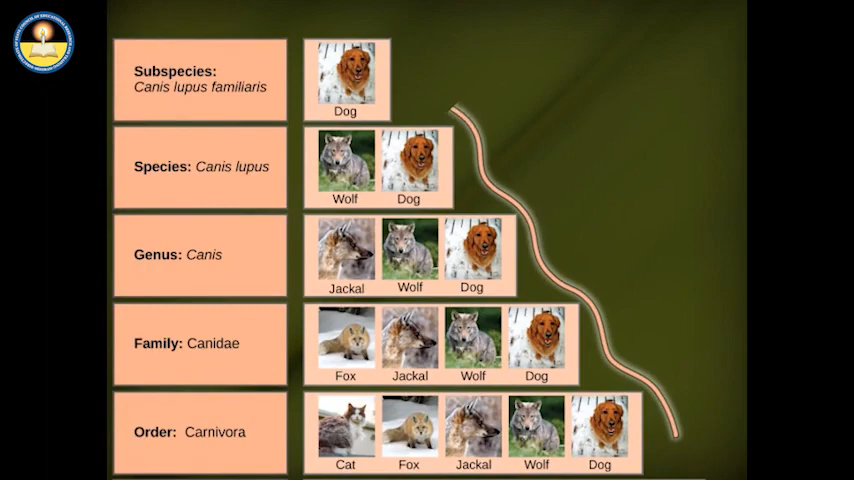 Subspecies:
Canis lupus familiaris
Dog
Species: Canis lupus
Wolf Dog
Genus: Canis
Jackal Wolf Dog
Family: Canidae
Fox Jackal Wolf Dog
Order: Carnivora
Cat Fox Jackal Wolf Dog